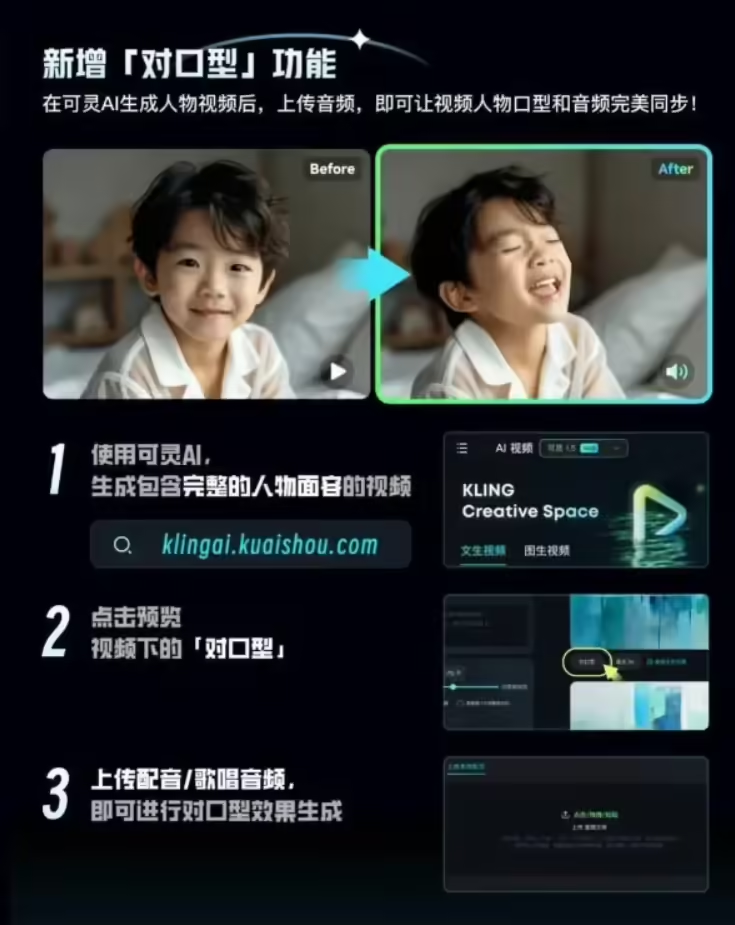 新增「对口型」功能
在可灵AI生成人物视频后，上传音频，即可让视频人物口型和音频完美同步！
Before
After
1
使用可灵AI，
生成包含完整的人物面容的视频
klingai.kuaishou.com
AI 视频
可灵 1.5
KLING
Creative Space
文生视频
图生视频
2
点击预览
视频下的「对口型」
对口型
3
上传配音/歌唱音频，
即可进行对口型效果生成